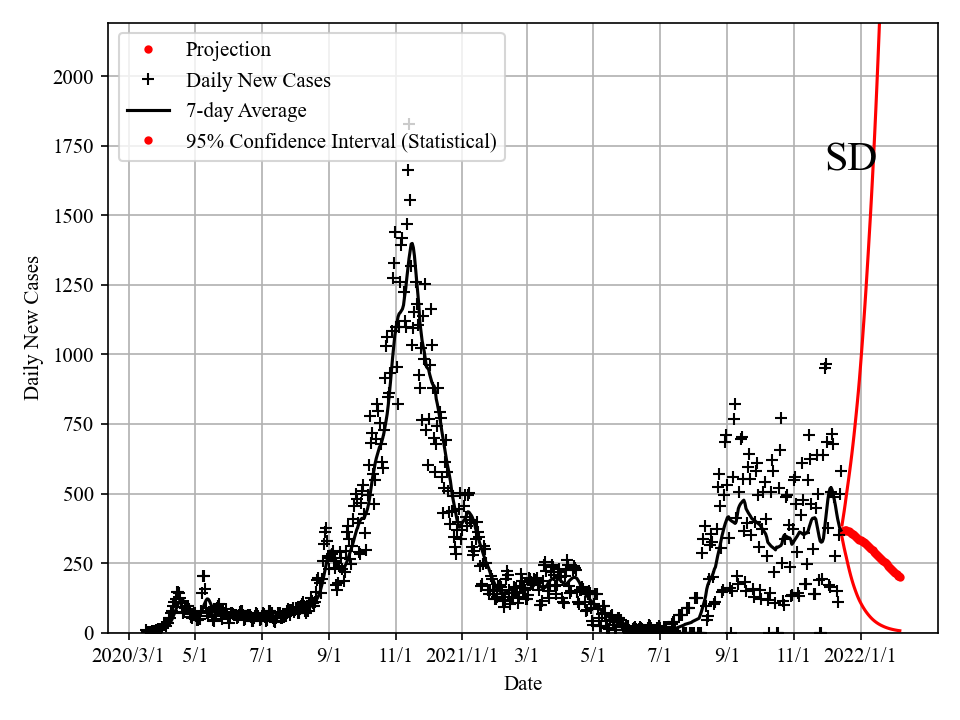 Projection
Daily New Cases
7-day Average
95% Confidence Interval (Statistical)
SD
Daily New Cases
2000
1750
1500
1250
1000
750
500
250
0
2020/3/1 5/1 7/1 9/1 11/1 2021/1/1 3/1 5/1 7/1 9/1 11/1 2022/1/1
Date